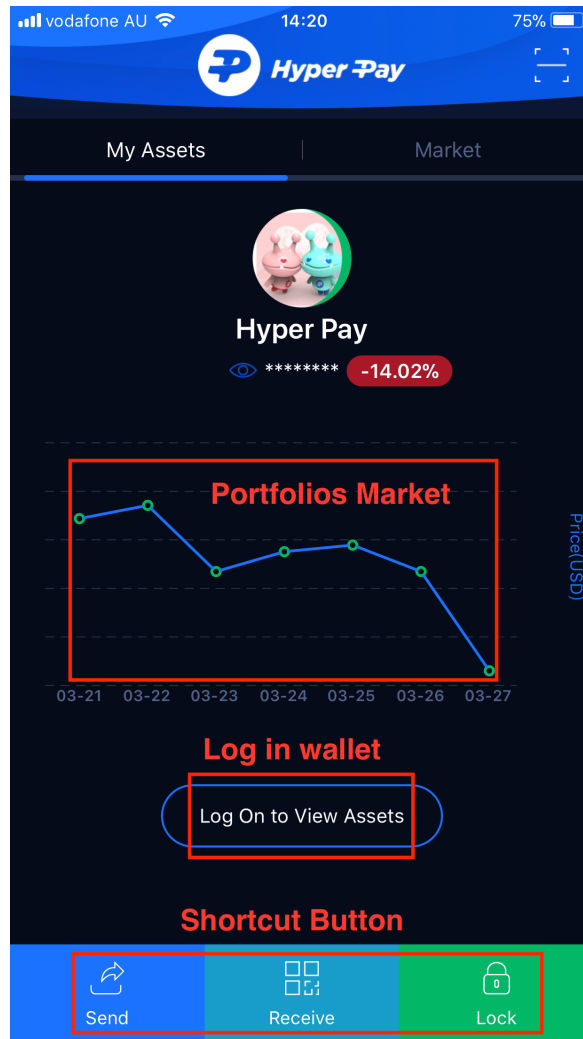 vodafone AU 14:20 75%
Hyper Pay
My Assets Market
Hyper Pay
******** -14.02%
Portfolios Market
Price(USD)
03-21 03-22 03-23 03-24 03-25 03-26 03-27
Log in wallet
Log On to View Assets
Shortcut Button
Send Receive Lock